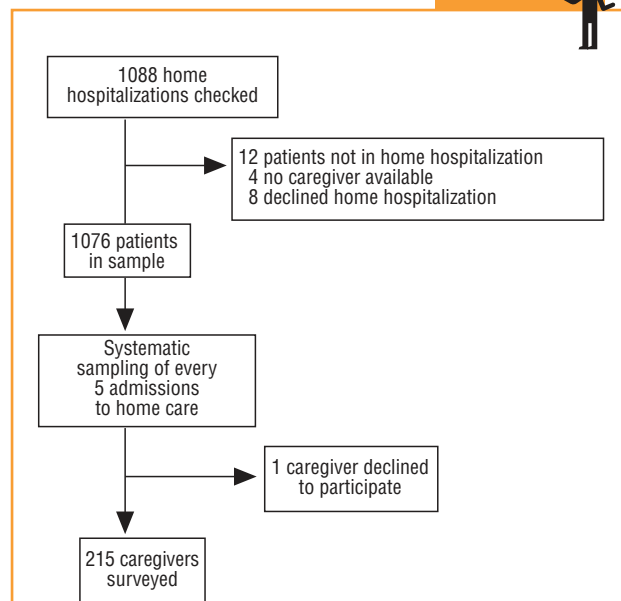 1088 home
hospitalizations checked
12 patients not in home hospitalization
4 no caregiver available
8 declined home hospitalization
1076 patients
in sample
Systematic
sampling of every
5 admissions
to home care
1 caregiver declined
to participate
215 caregivers
surveyed